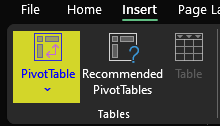 File Home Insert Page La
PivotTable Recommended PivotTables Table
Tables